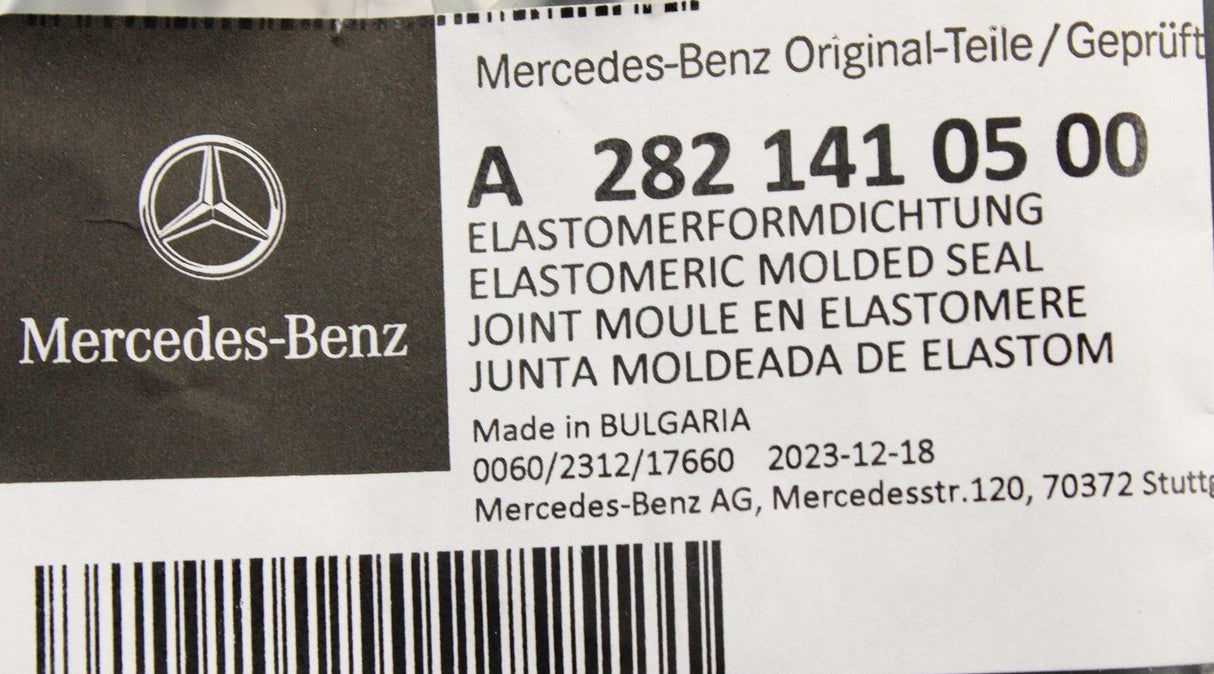 Mercedes-Benz
Mercedes-Benz Original-Teile/Geprüft
A 282 141 05 00
ELASTOMERFORMDICHTUNG
ELASTOMERIC MOLDED SEAL
JOINT MOULE EN ELASTOMERE
JUNTA MOLDEADA DE ELASTOM
Made in BULGARIA
0060/2312/17660 2023-12-18
Mercedes-Benz AG, Mercedesstr.120, 70372